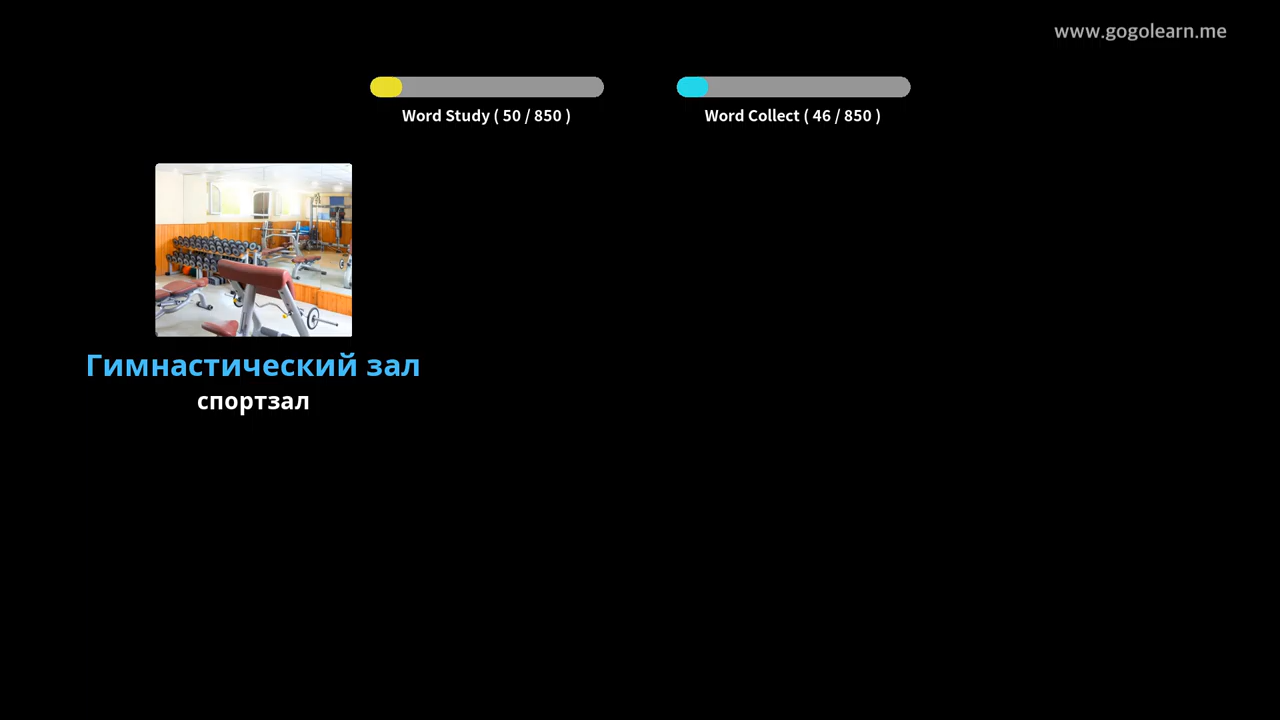 www.gogolearn.me
Word Study ( 50 / 850 )
Word Collect ( 46 / 850 )
Гимнастический зал
спортзал